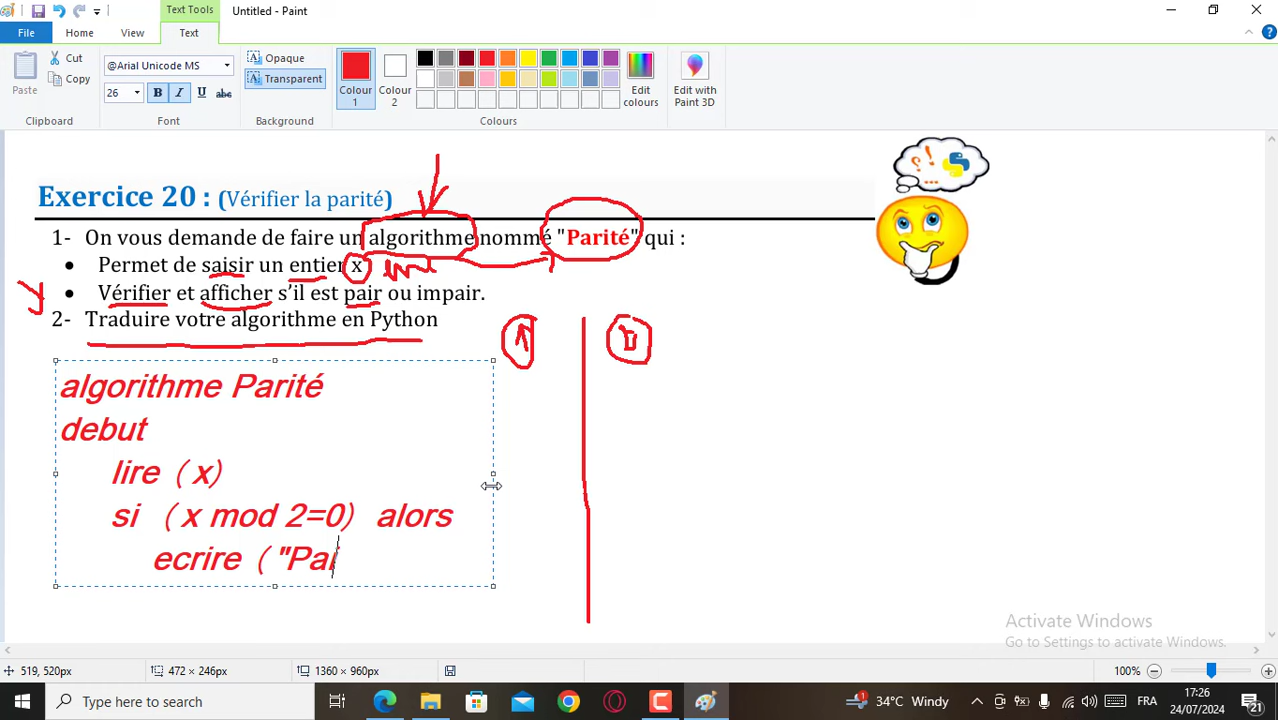 Untitled - Paint
Text Tools
File
Home
View
Text
Paste
Cut
Copy
Clipboard
@Arial Unicode MS
26
B I U abc
Font
Opaque
Transparent
Background
Colour 1
Colour 2
Edit colours
Edit with Paint 3D
Colours
Exercice 20 : (Vérifier la parité)
1- On vous demande de faire un algorithme nommé "Parité" qui :
• Permet de saisir un entier x
• Vérifier et afficher s'il est pair ou impair.
2- Traduire votre algorithme en Python
algorithme Parité
debut
lire ( x)
si ( x mod 2=0) alors
ecrire ( "Pai
Activate Windows
Go to Settings to activate Windows.
519, 520px
472 × 246px
1360 × 960px
100%
Type here to search
34°C Windy
FRA
17:26
24/07/2024
21